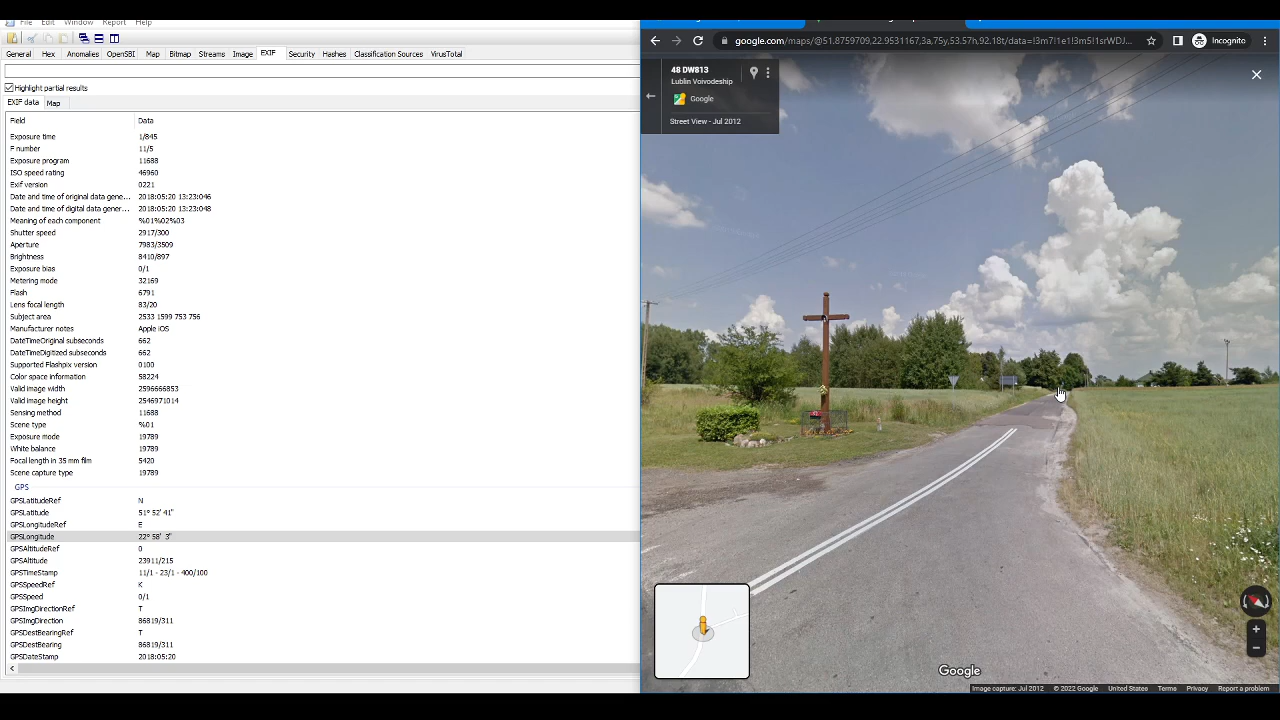 File Edit Window Report Help
General Hex Anomalies OpenSBI Map Bitmap Streams Image EXIF Security Hashes Classification Sources VirusTotal
Highlight partial results
EXIF data Map
Field Data
Exposure time 1/845
F number 11/5
Exposure program 11688
ISO speed rating 46960
Exif version 0221
Date and time of original data gene... 2018:05:20 13:23:046
Date and time of digital data gener... 2018:05:20 13:23:048
Meaning of each component %01%02%03
Shutter speed 2917/300
Aperture 7983/3509
Brightness 8410/897
Exposure bias 0/1
Metering mode 32169
Flash 6791
Lens focal length 83/20
Subject area 2533 1599 753 756
Manufacturer notes Apple iOS
DateTimeOriginal subseconds 662
DateTimeDigitized subseconds 662
Supported Flashpix version 0100
Color space information 58224
Valid image width 2596666853
Valid image height 2546971014
Sensing method 11688
Scene type %01
Exposure mode 19789
White balance 19789
Focal length in 35 mm film 5420
Scene capture type 19789
GPS
GPSLatitudeRef N
GPSLatitude 51° 52' 41"
GPSLongitudeRef E
GPSLongitude 22° 58' 3"
GPSAltitudeRef 0
GPSAltitude 23911/215
GPSTimeStamp 11/1 - 23/1 - 400/100
GPSSpeedRef K
GPSSpeed 0/1
GPSImgDirectionRef T
GPSImgDirection 86819/311
GPSDestBearingRef T
GPSDestBearing 86819/311
GPSDateStamp 2018:05:20
google.com/maps/@51.8759709,22.9531167,3a,75y,53.57h,92.18t/data=!3m7!1e1!3m5!1srWDJ...
Incognito
48 DW813
Lublin Voivodeship
Google
Street View - Jul 2012
Google
Image capture: Jul 2012 © 2022 Google United States Terms Privacy Report a problem